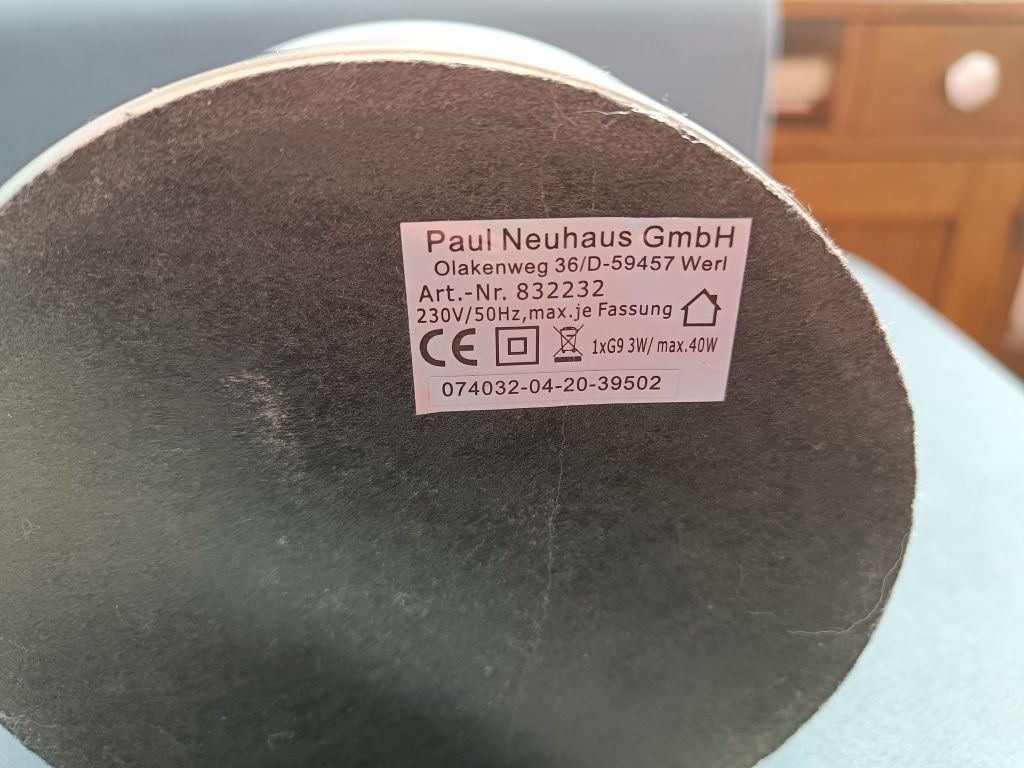 Paul Neuhaus GmbH
Olakenweg 36/D-59457 Werl
Art.-Nr. 832232
230V/50Hz,max.je Fassung
CE 1xG9 3W/ max.40W
074032-04-20-39502